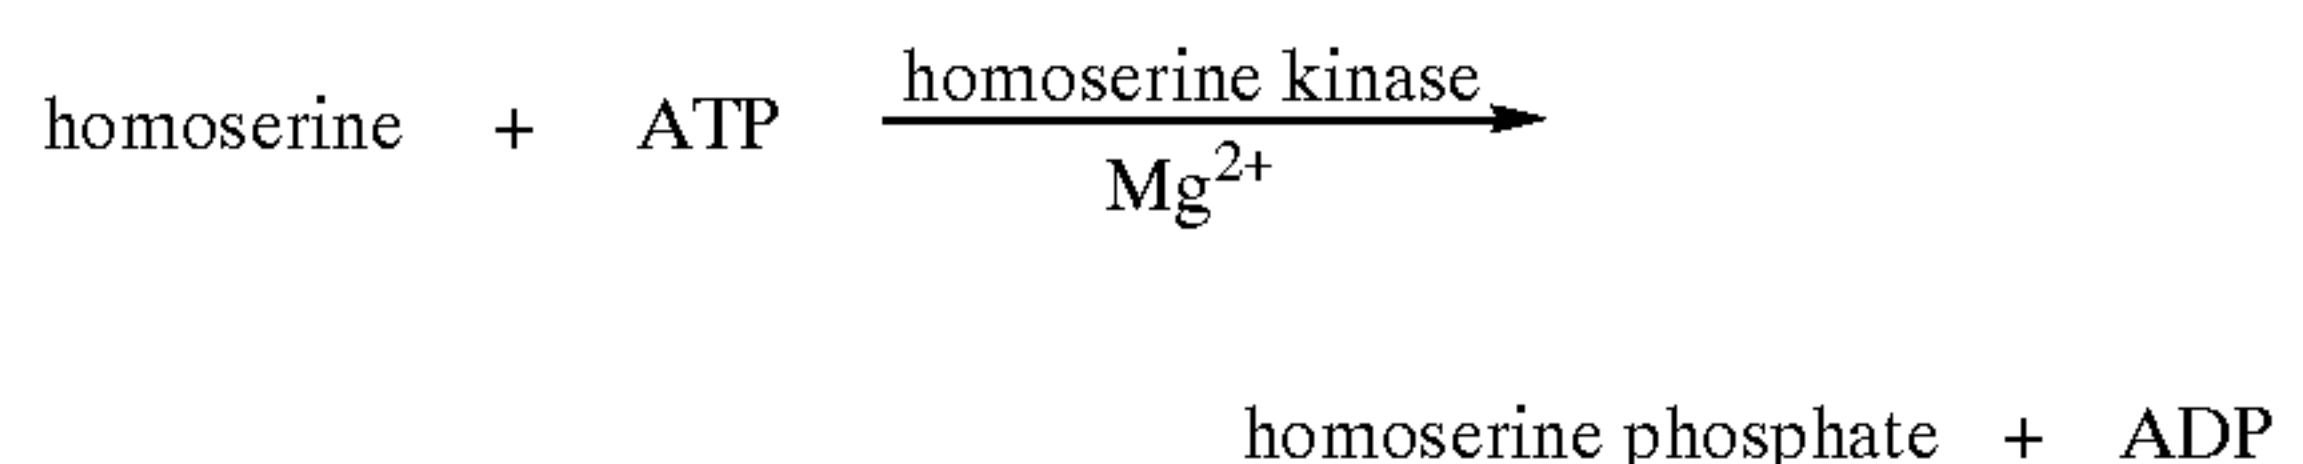 homoserine kinase
homoserine + ATP
Mg²⁺
homoserine phosphate + ADP